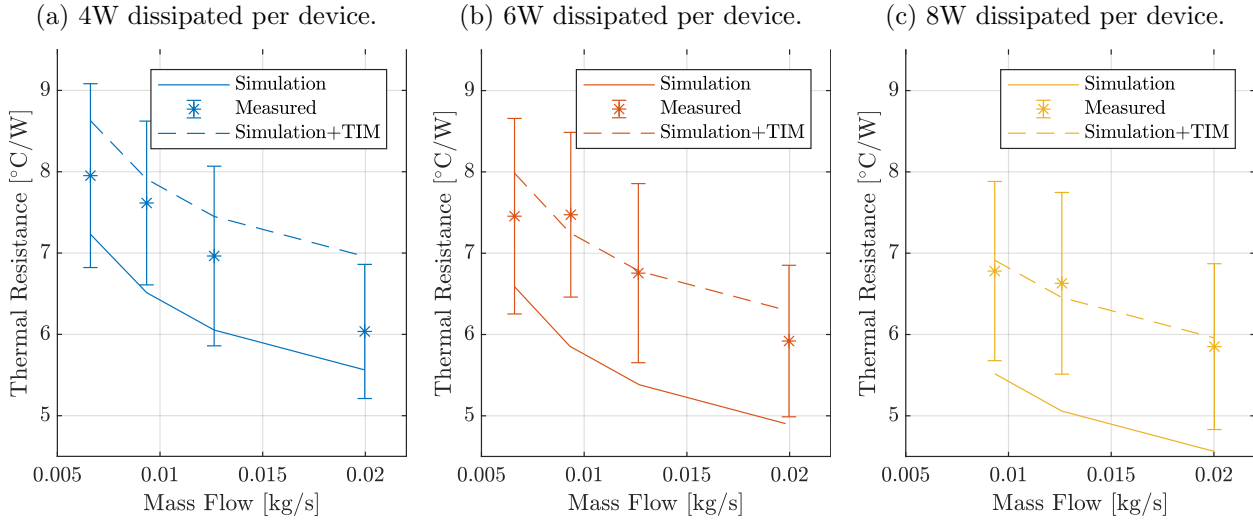 (a) 4W dissipated per device.
Simulation
Measured
Simulation+TIM
9
8
7
6
5
Thermal Resistance [°C/W]
0.005
0.01
0.015
0.02
Mass Flow [kg/s]
(b) 6W dissipated per device.
Simulation
Measured
Simulation+TIM
9
8
7
6
5
Thermal Resistance [°C/W]
0.005
0.01
0.015
0.02
Mass Flow [kg/s]
(c) 8W dissipated per device.
Simulation
Measured
Simulation+TIM
9
8
7
6
5
Thermal Resistance [°C/W]
0.005
0.01
0.015
0.02
Mass Flow [kg/s]